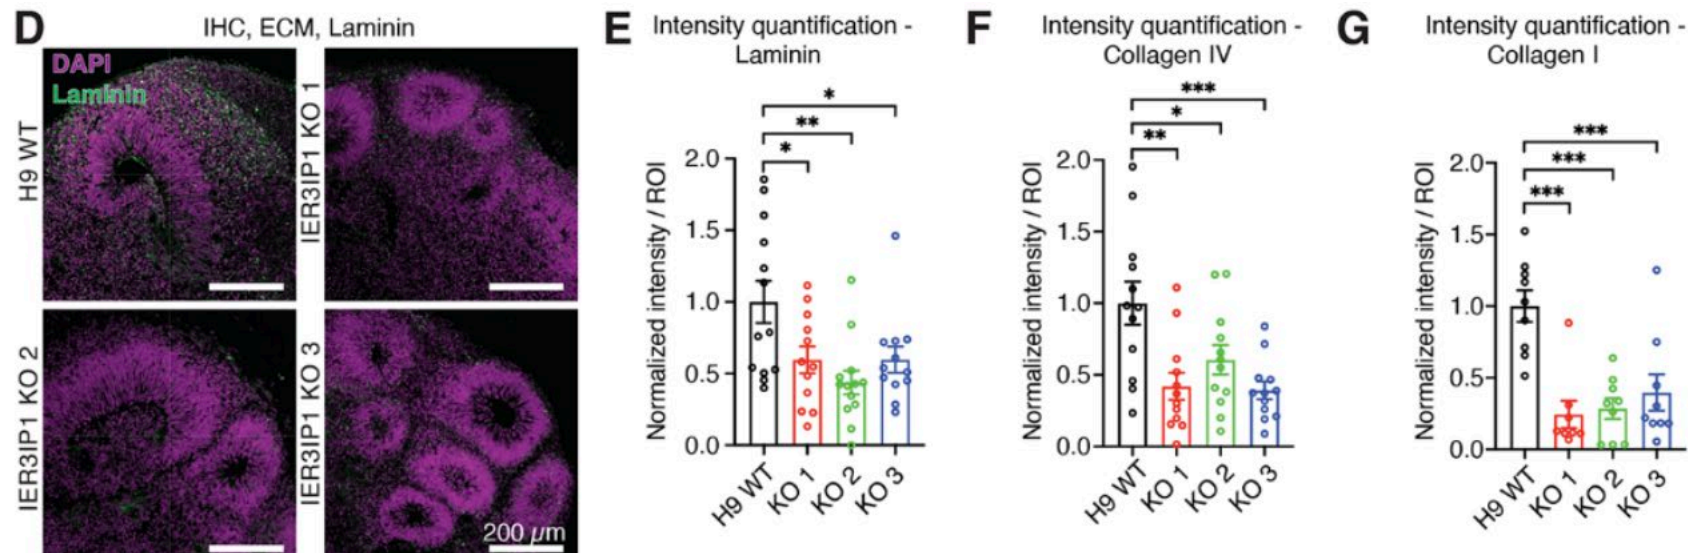 D
IHC, ECM, Laminin
DAPI
Laminin
H9 WT
IER3IP1 KO 1
IER3IP1 KO 2
IER3IP1 KO 3
200 µm
E
Intensity quantification -
Laminin
Normalized intensity / ROI
*
**
*
2.0
1.5
1.0
0.5
0.0
H9 WT
KO 1
KO 2
KO 3
F
Intensity quantification -
Collagen IV
Normalized intensity / ROI
***
*
**
2.0
1.5
1.0
0.5
0.0
H9 WT
KO 1
KO 2
KO 3
G
Intensity quantification -
Collagen I
Normalized intensity / ROI
***
***
***
2.0
1.5
1.0
0.5
0.0
H9 WT
KO 1
KO 2
KO 3